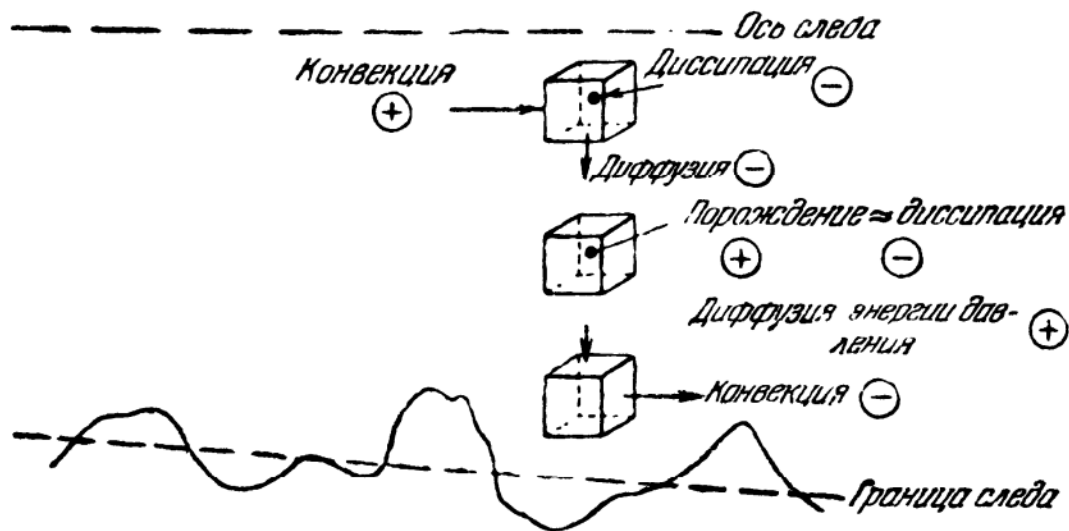 Ось следа
Конвекция
Диссипация
+
−
Диффузия −
Порождение ≈ диссипация
+ −
Диффузия энергии дав-
ления +
Конвекция −
Граница следа